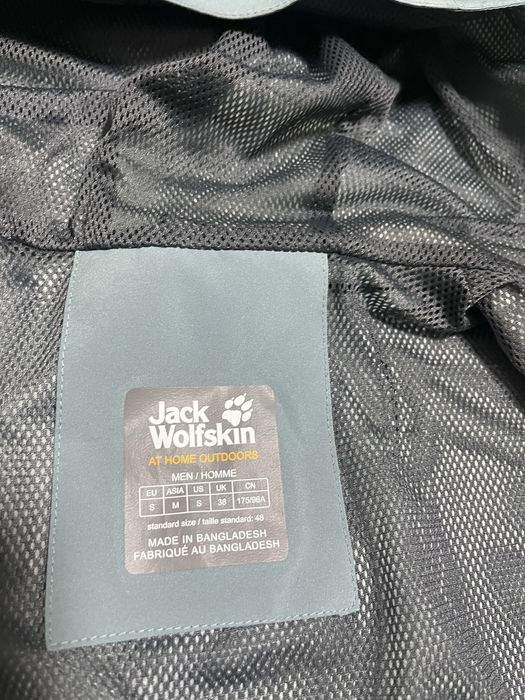 Jack
Wolfskin
AT HOME OUTDOORS
MEN / HOMME
EU ASIA US UK CN
S M S 38 175/96A
standard size / taille standard: 48
MADE IN BANGLADESH
FABRIQUÉ AU BANGLADESH